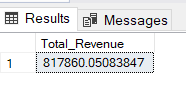 Results Messages
Total_Revenue
1 817860.05083847